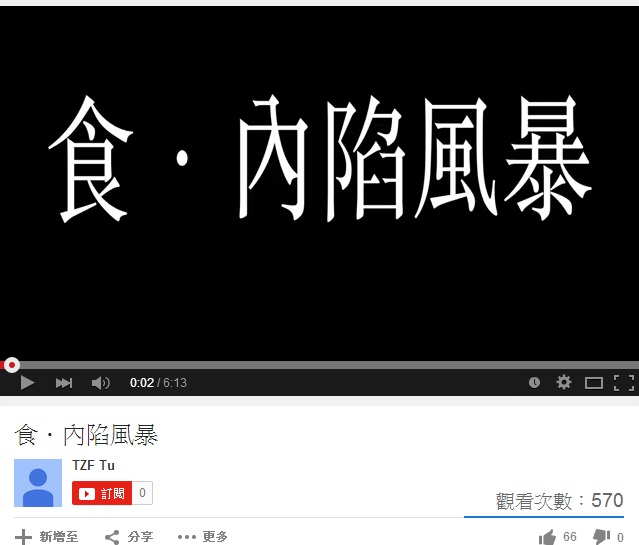 食·內陷風暴
0:02 / 6:13
食·內陷風暴
TZF Tu
訂閱 0
觀看次數：570
新增至 分享 更多 66 0